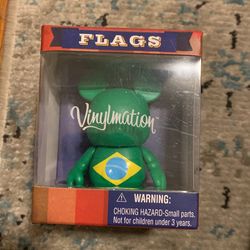 FLAGS
Vinylmation
WARNING:
CHOKING HAZARD-Small parts.
Not for children under 3 years.